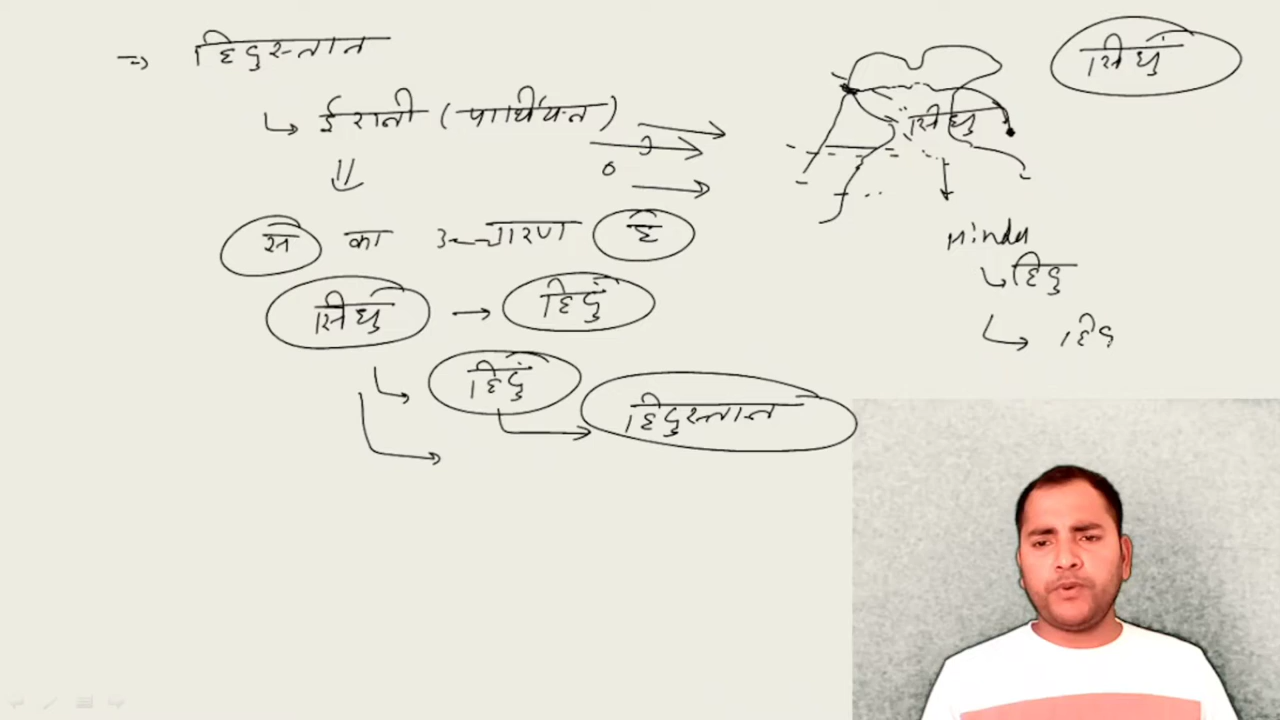 ⇒ हिंदुस्तान
↳ ईरानी (पार्थियन)
स का उच्चारण ह
सिंधु → हिंदुं
हिंदुं
हिंदुस्तान
सिंधुं
सिंधु
Hindu
हिंदु
हिंद